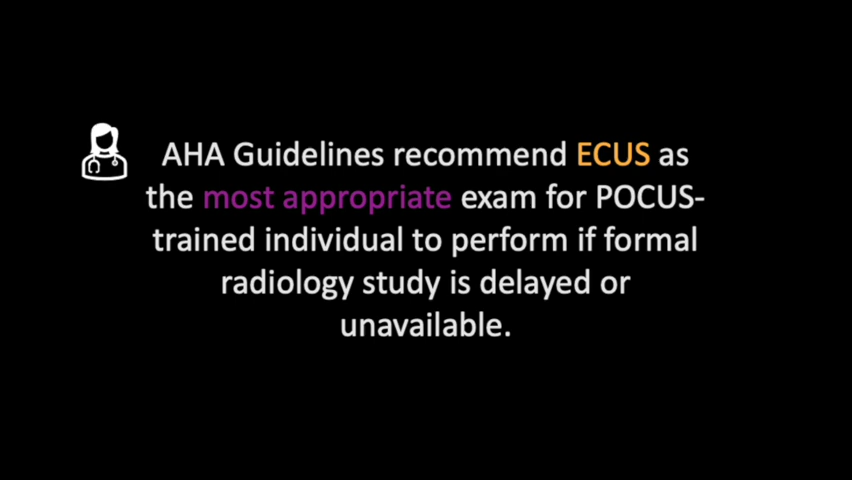 AHA Guidelines recommend ECUS as
the most appropriate exam for POCUS-
trained individual to perform if formal
radiology study is delayed or
unavailable.